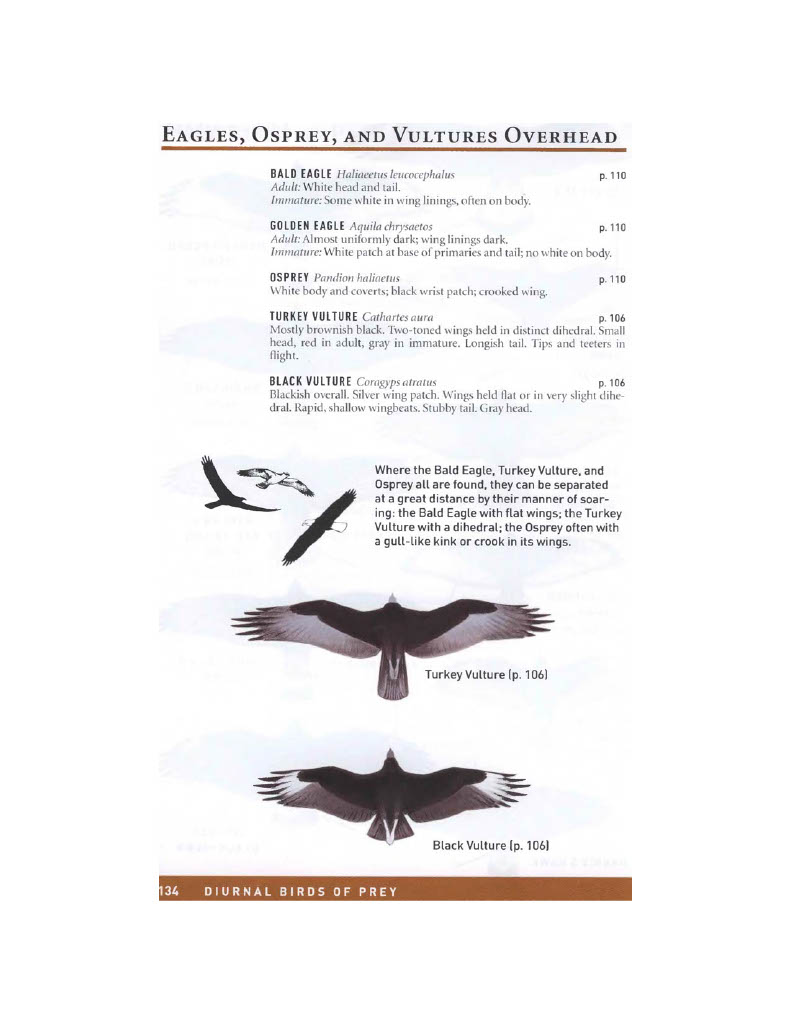 EAGLES, OSPREY, AND VULTURES OVERHEAD
BALD EAGLE Haliaeetus leucocephalus p. 110
Adult: White head and tail.
Immature: Some white in wing linings, often on body.
GOLDEN EAGLE Aquila chrysaetos p. 110
Adult: Almost uniformly dark; wing linings dark.
Immature: White patch at base of primaries and tail; no white on body.
OSPREY Pandion haliaetus p. 110
White body and coverts; black wrist patch; crooked wing.
TURKEY VULTURE Cathartes aura p. 106
Mostly brownish black. Two-toned wings held in distinct dihedral. Small
head, red in adult, gray in immature. Longish tail. Tips and teeters in
flight.
BLACK VULTURE Coragyps atratus p. 106
Blackish overall. Silver wing patch. Wings held flat or in very slight dihe-
dral. Rapid, shallow wingbeats. Stubby tail. Gray head.
Where the Bald Eagle, Turkey Vulture, and
Osprey all are found, they can be separated
at a great distance by their manner of soar-
ing: the Bald Eagle with flat wings; the Turkey
Vulture with a dihedral; the Osprey often with
a gull-like kink or crook in its wings.
Turkey Vulture (p. 106)
Black Vulture (p. 106)
134 DIURNAL BIRDS OF PREY